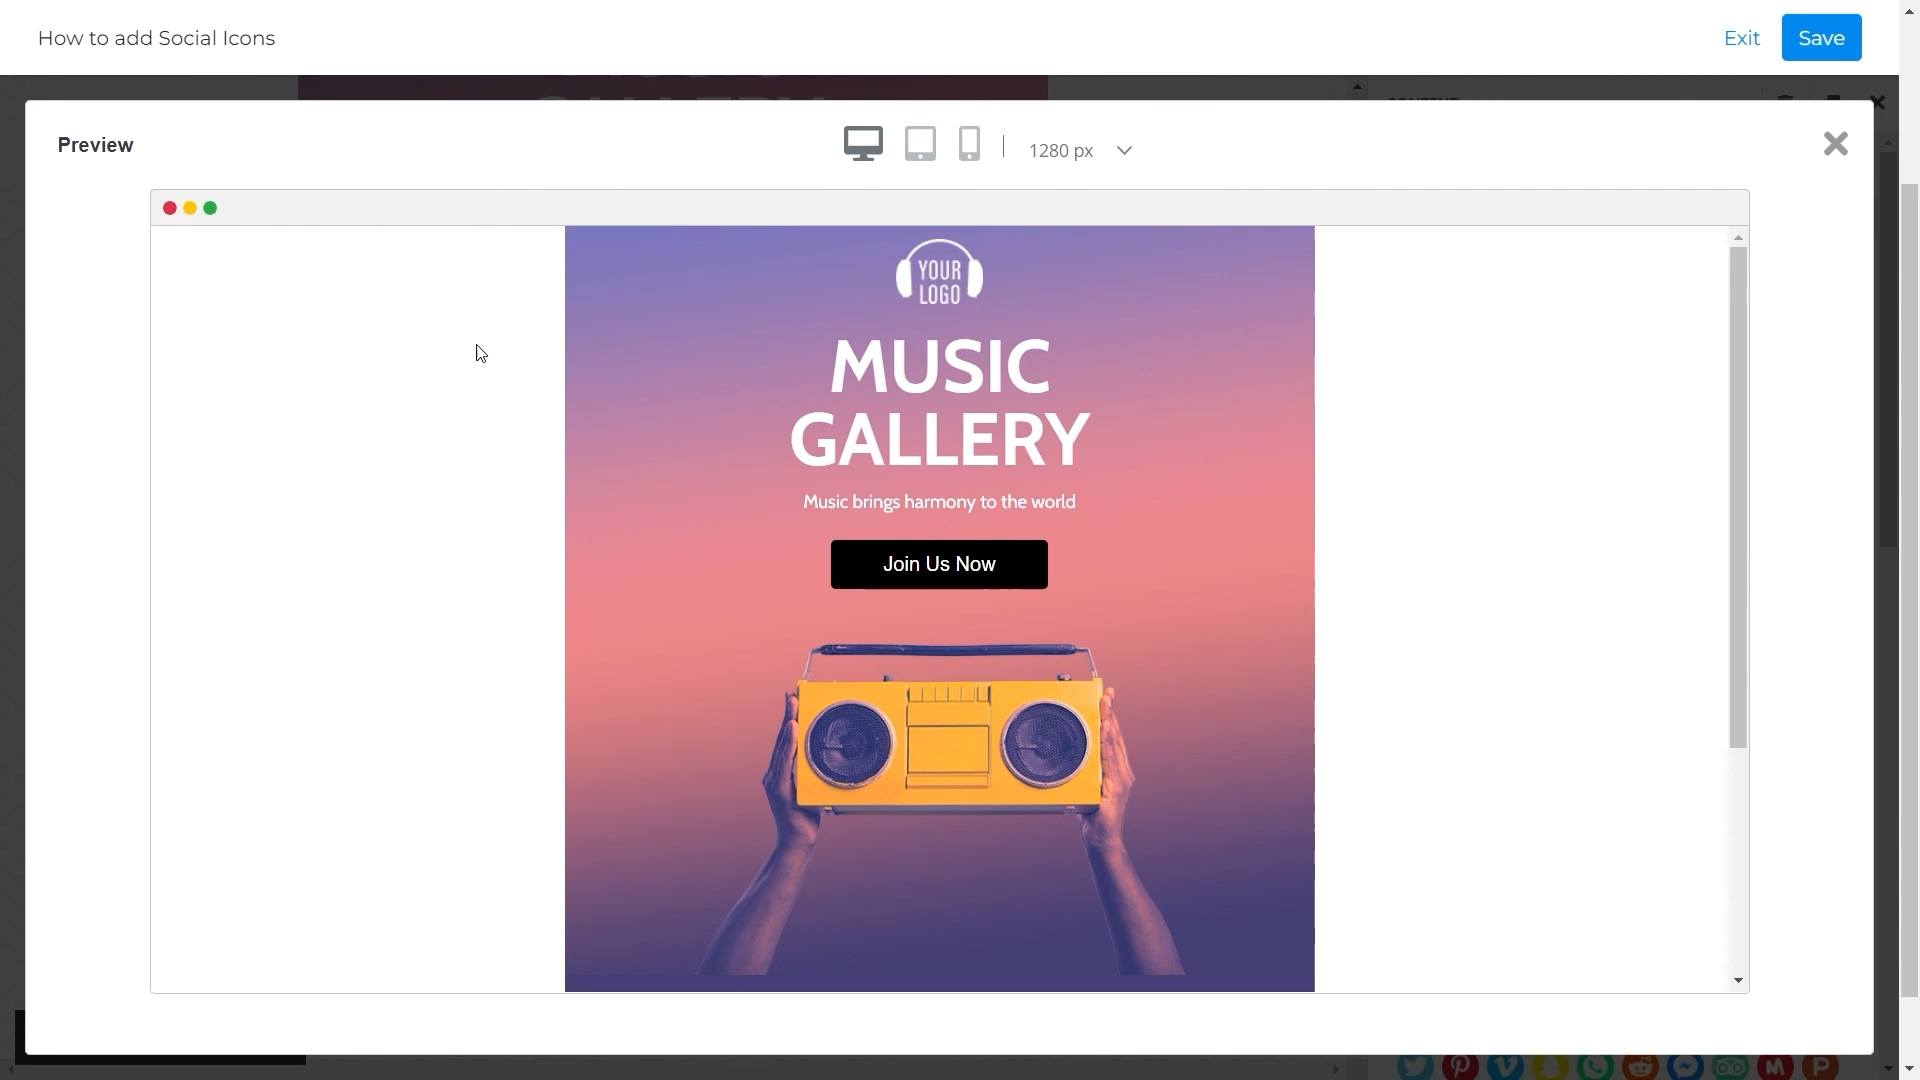 How to add Social Icons
Exit
Save
Preview
1280 px
YOUR
LOGO
MUSIC
GALLERY
Music brings harmony to the world
Join Us Now